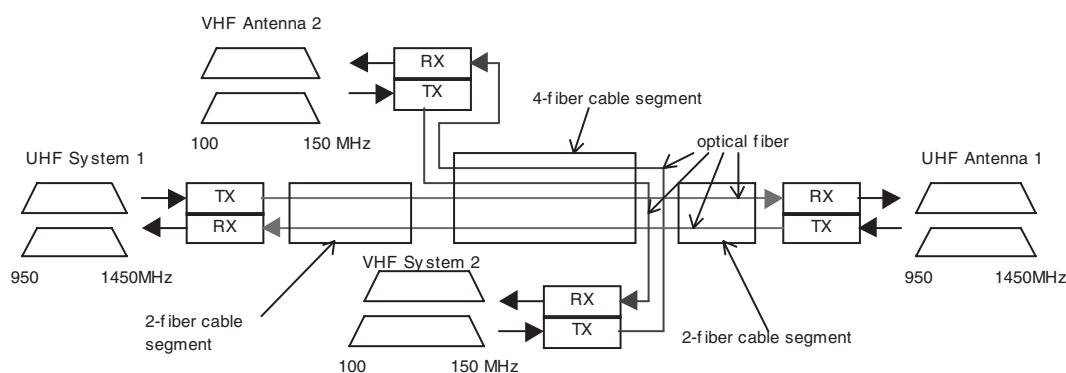 VHF Antenna 2
RX
TX
100 150 MHz
4-fiber cable segment
optical fiber
UHF System 1
UHF Antenna 1
TX
RX
RX
TX
950 1450MHz
950 1450MHz
VHF System 2
RX
TX
2-fiber cable
segment
2-fiber cable segment
100 150 MHz